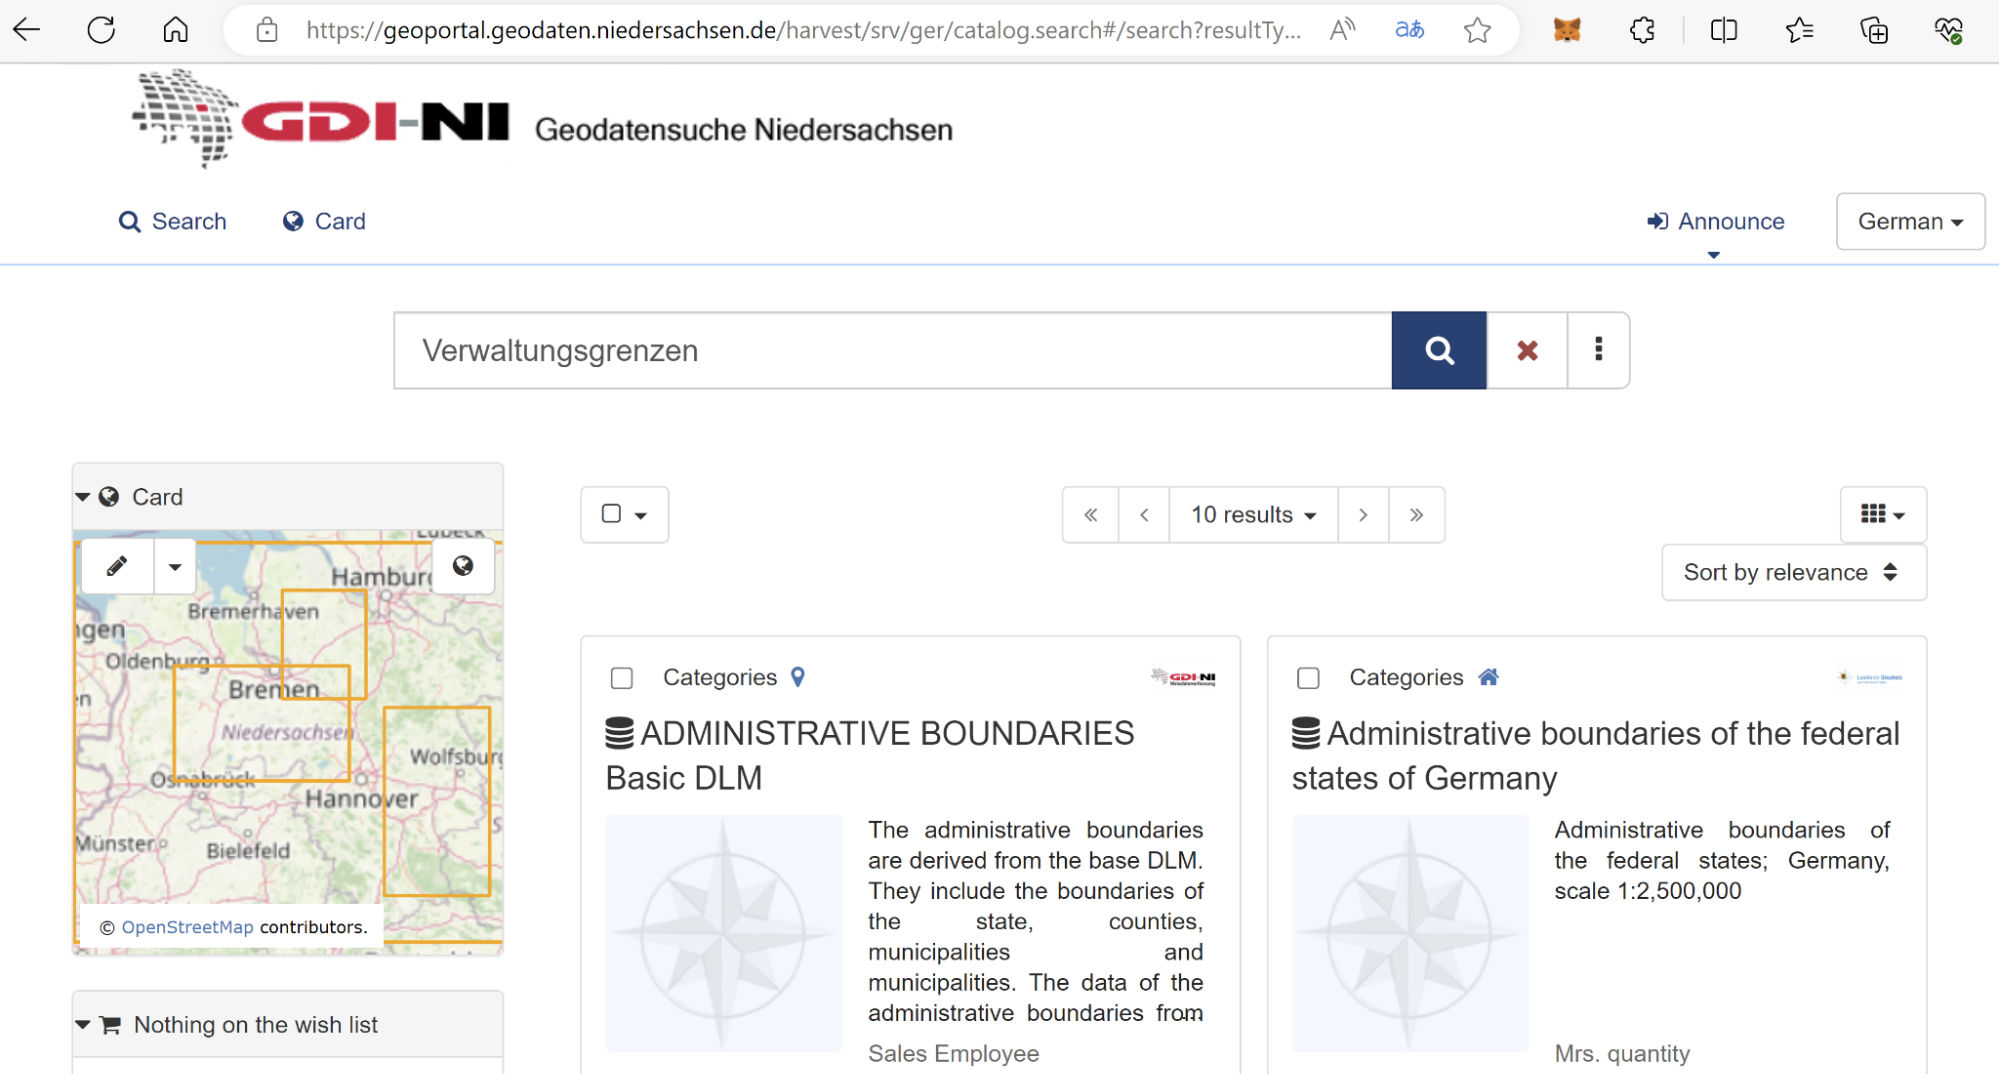 https://geoportal.geodaten.niedersachsen.de/harvest/srv/ger/catalog.search#/search?resultTy...
GDI-NI Geodatensuche Niedersachsen
Search
Card
Announce
German
Verwaltungsgrenzen
Card
Hamburg
Bremerhaven
Oldenburg
Bremen
Niedersachsen
Wolfsburg
Osnabrück
Hannover
Münster
Bielefeld
© OpenStreetMap contributors.
Nothing on the wish list
10 results
Sort by relevance
Categories
GDI-NI
ADMINISTRATIVE BOUNDARIES
Basic DLM
The administrative boundaries
are derived from the base DLM.
They include the boundaries of
the state, counties,
municipalities and
municipalities. The data of the
administrative boundaries from
Sales Employee
Categories
Landkreis Diepholz
Administrative boundaries of the federal
states of Germany
Administrative boundaries of
the federal states; Germany,
scale 1:2,500,000
Mrs. quantity